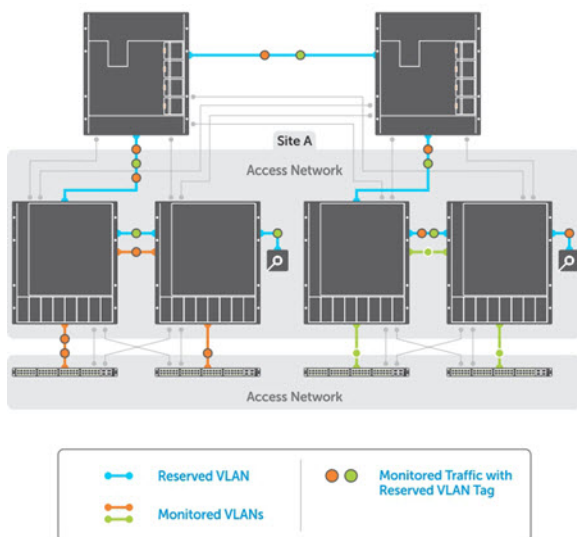 Site A
Access Network
Access Network
Reserved VLAN
Monitored VLANs
Monitored Traffic with
Reserved VLAN Tag